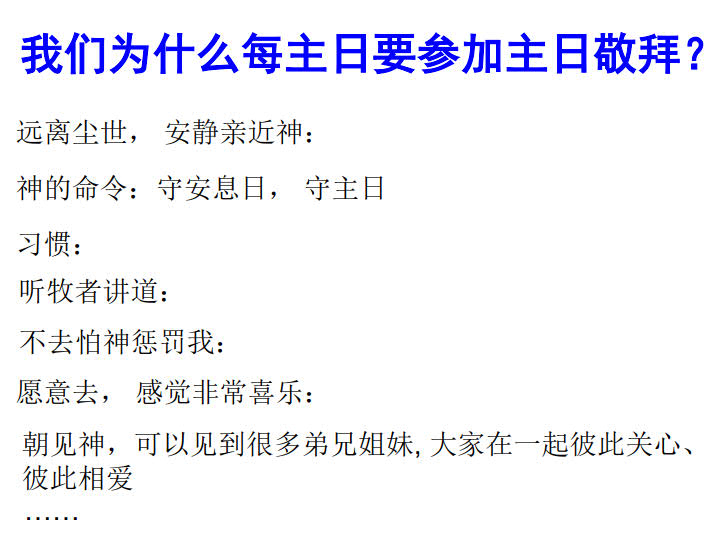 我们为什么每主日要参加主日敬拜？
远离尘世， 安静亲近神：
神的命令：守安息日， 守主日
习惯：
听牧者讲道：
不去怕神惩罚我：
愿意去， 感觉非常喜乐：
朝见神，可以见到很多弟兄姐妹, 大家在一起彼此关心、
彼此相爱
……